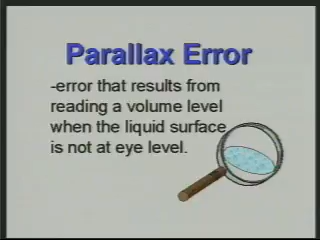 Parallax Error
-error that results from
reading a volume level
when the liquid surface
is not at eye level.